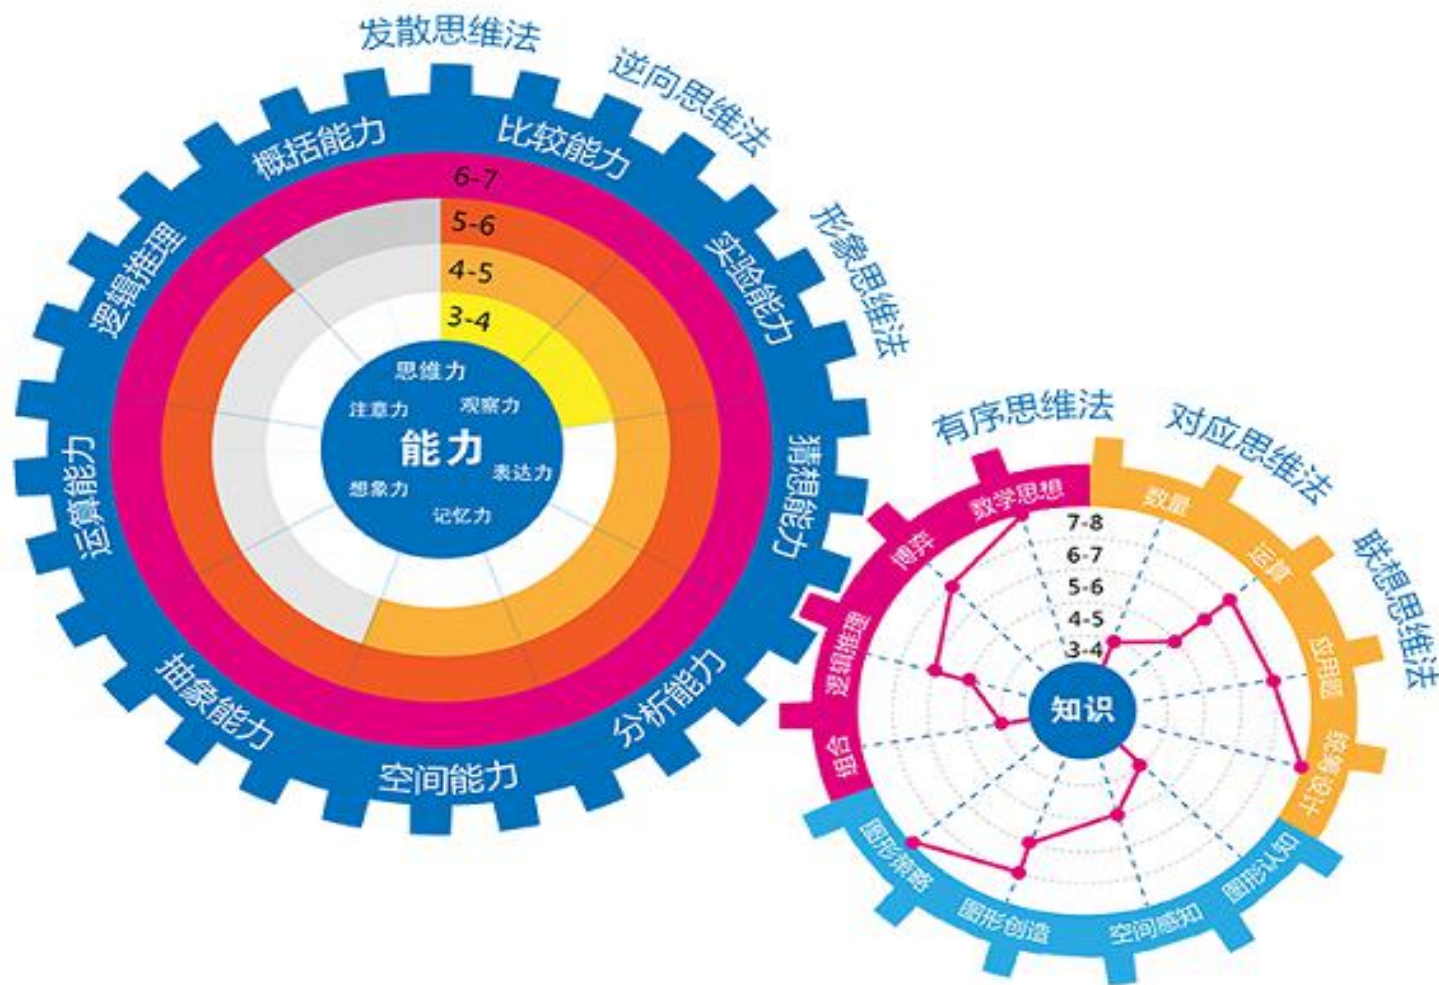 发散思维法
逆向思维法
形象思维法
概括能力
比较能力
实验能力
猜想能力
分析能力
空间能力
抽象能力
运算能力
逻辑推理
6-7
5-6
4-5
3-4
思维力
注意力
观察力
能力
表达力
想象力
记忆力
有序思维法
对应思维法
联想思维法
数学思想
数量
运算
应用题
统筹设计
图形认知
空间感知
图形创造
图形策略
组合
逻辑推理
博弈
7-8
6-7
5-6
4-5
3-4
知识